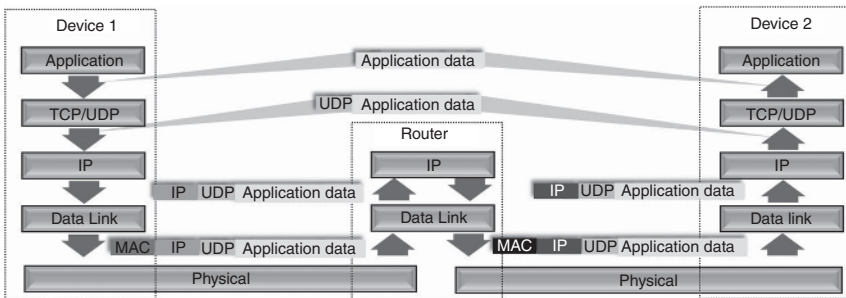 Device 1
Device 2
Application
Application data
Application
TCP/UDP
UDP Application data
TCP/UDP
Router
IP
IP
IP
IP UDP Application data
IP UDP Application data
Data Link
Data Link
Data link
MAC IP UDP Application data
MAC IP UDP Application data
Physical
Physical